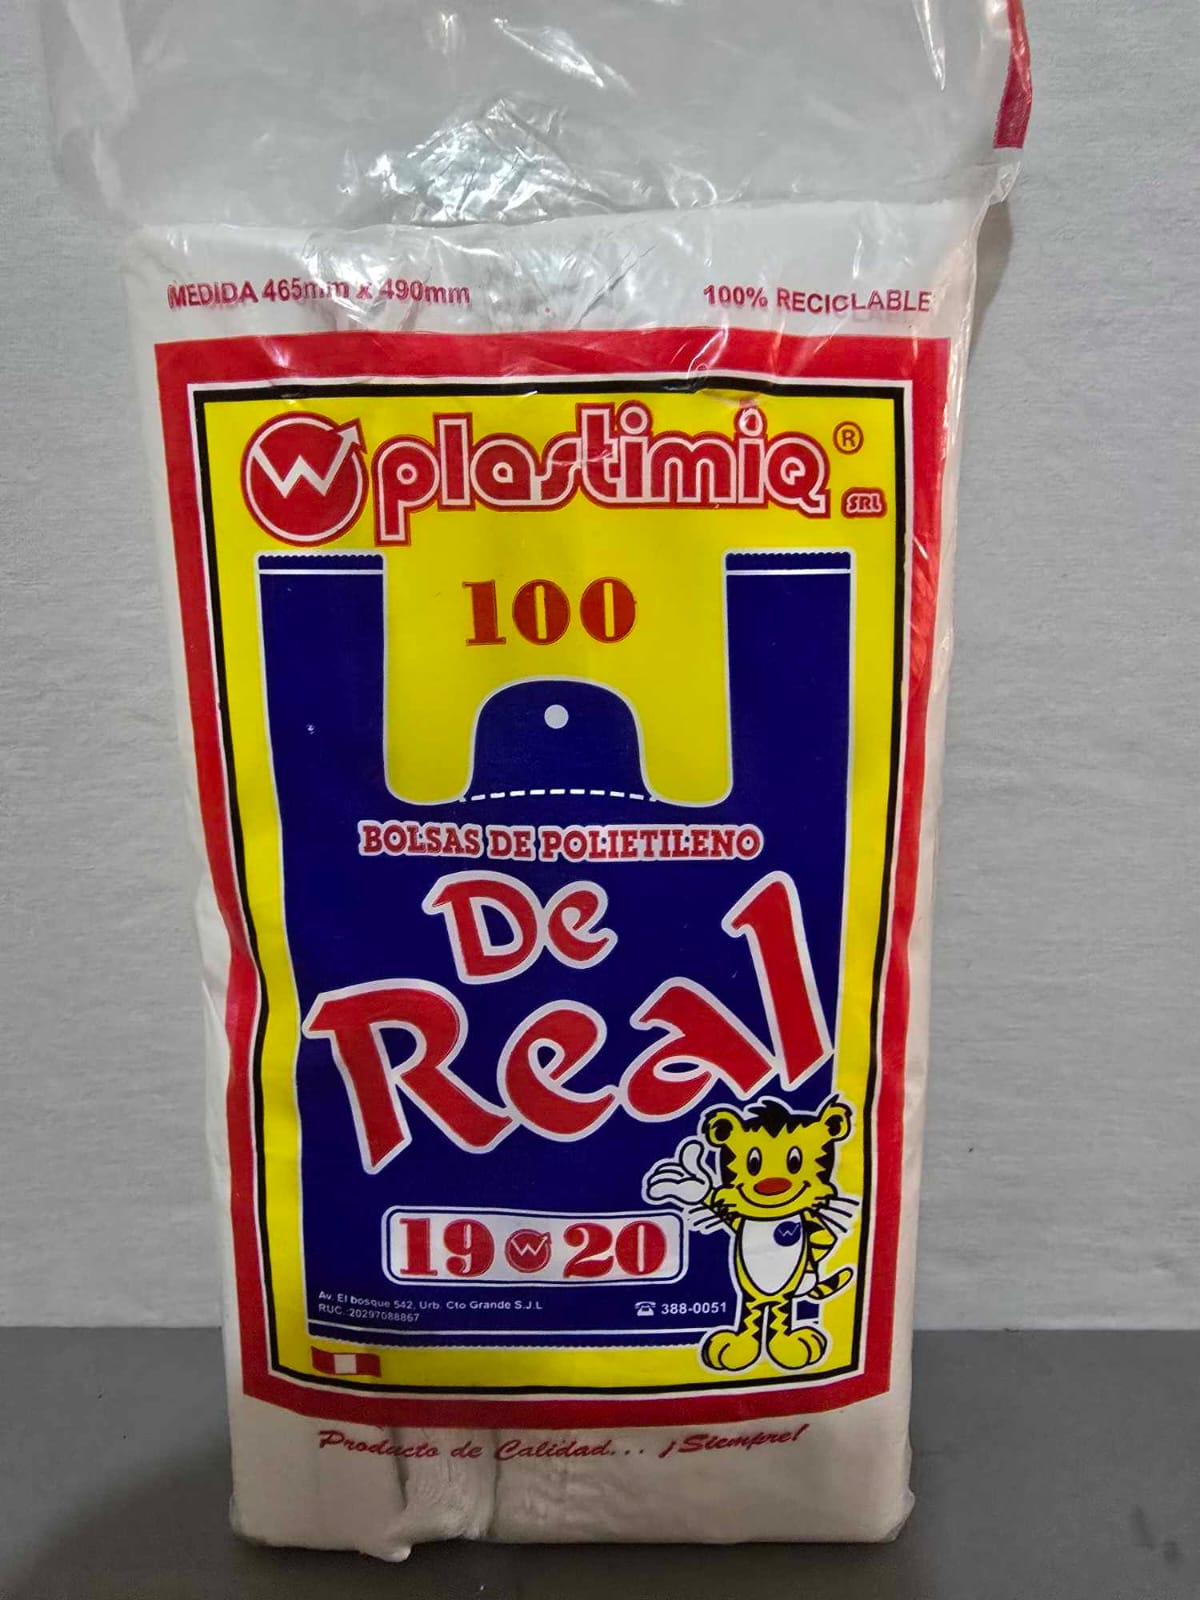 MEDIDA 465mm x 490mm
100% RECICLABLE
W plastimiq ®
SRL
100
BOLSAS DE POLIETILENO
De
Real
19 W 20
W
Av. El bosque 542, Urb. Cto Grande S.J.L
RUC.:20297088867
☎ 388-0051
Producto de Calidad... ¡Siempre!